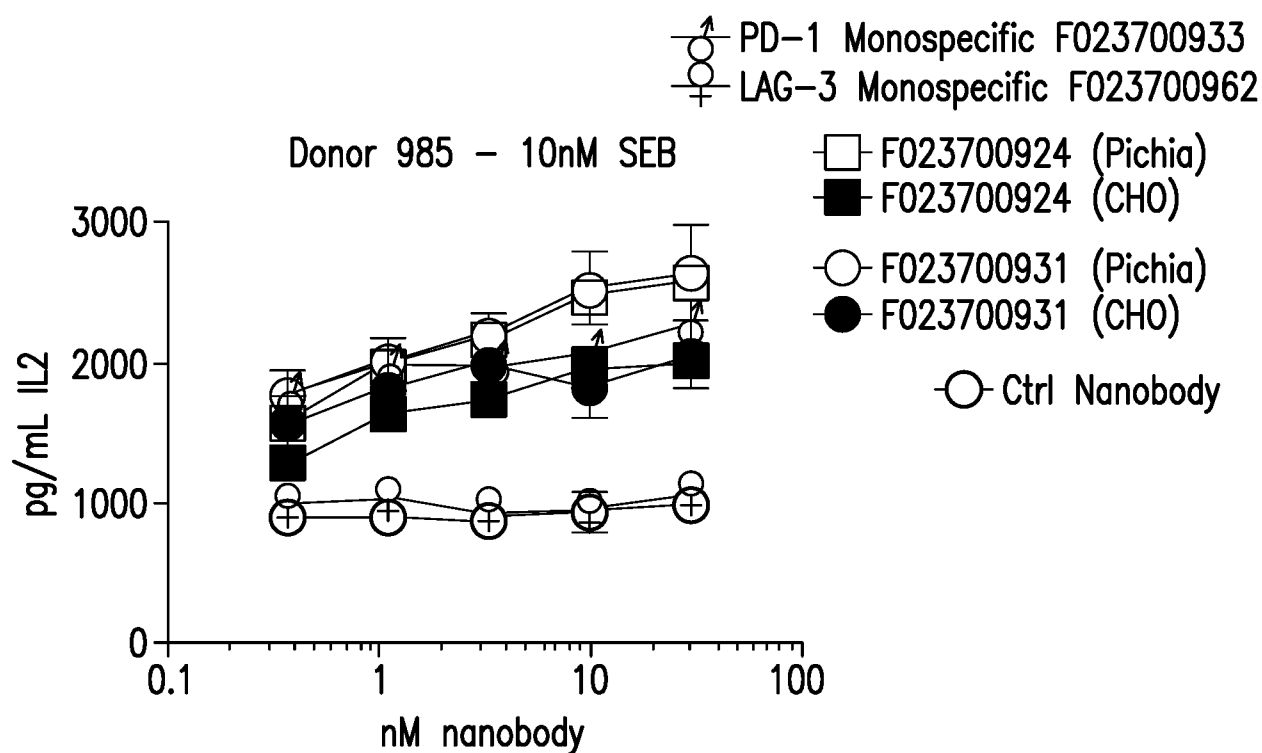 PD-1 Monospecific F023700933
LAG-3 Monospecific F023700962
Donor 985 - 10nM SEB
F023700924 (Pichia)
F023700924 (CHO)
F023700931 (Pichia)
F023700931 (CHO)
Ctrl Nanobody
pg/mL IL2
3000
2000
1000
0
0.1 1 10 100
nM nanobody